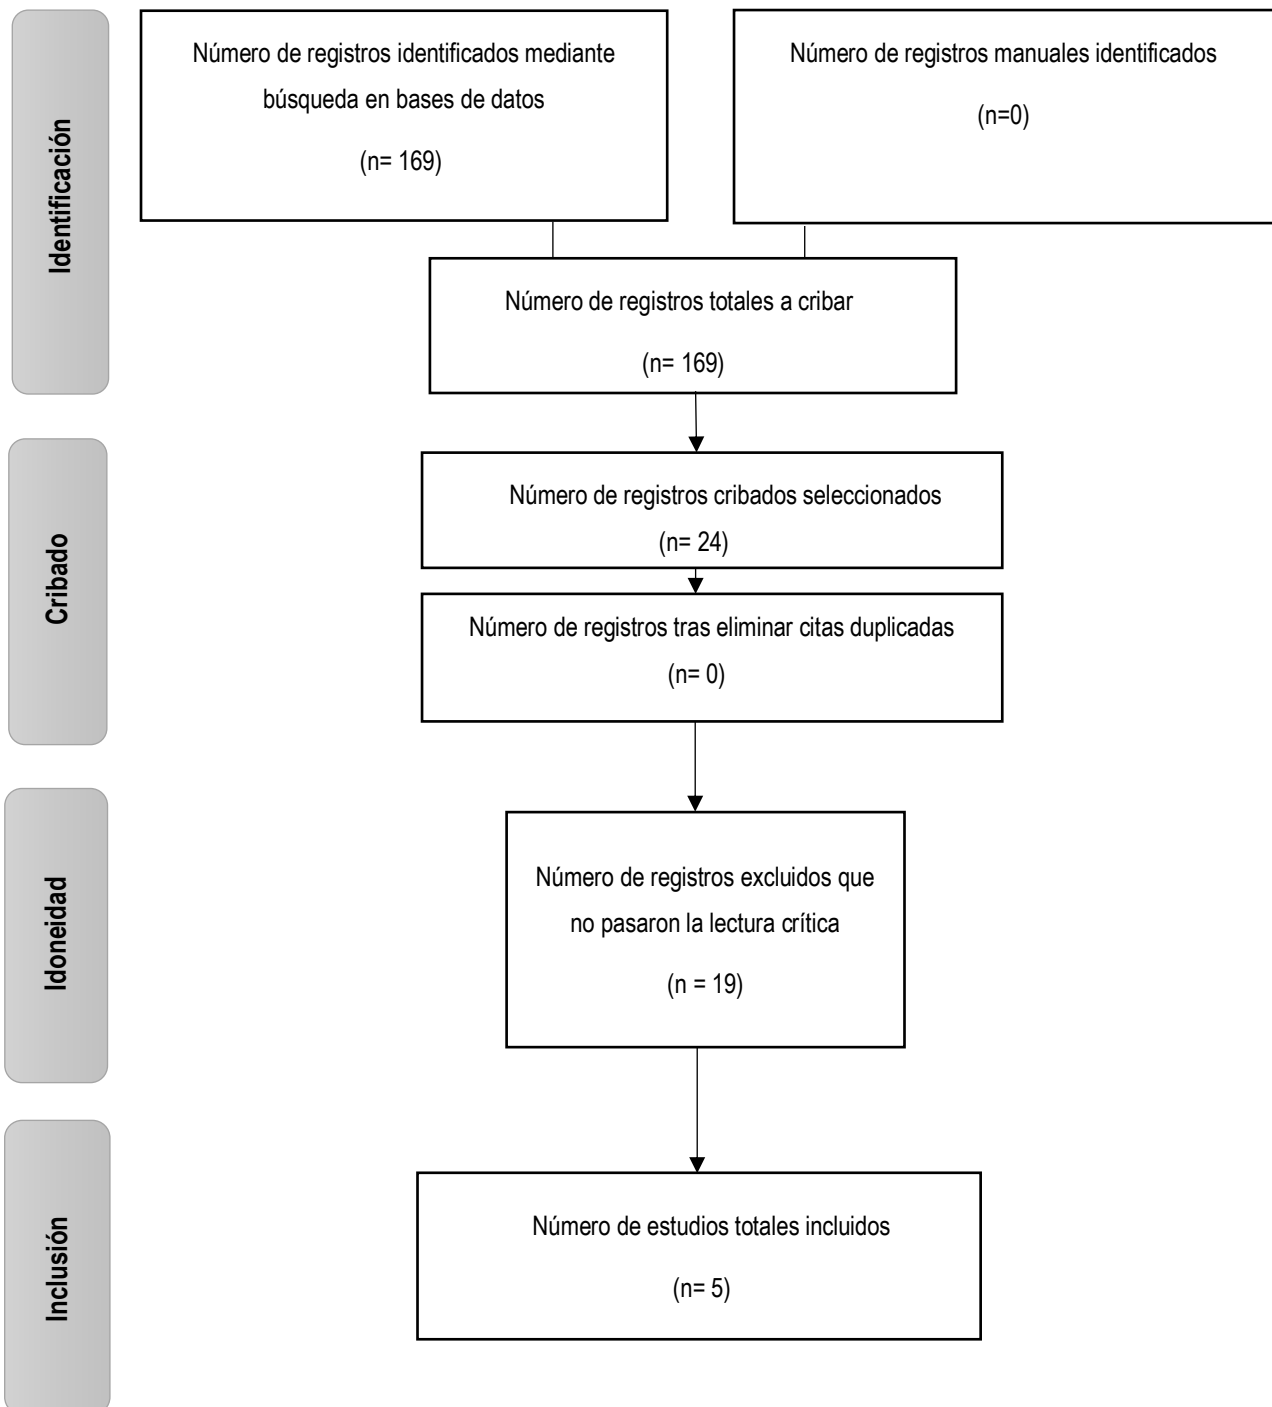 Identificación
Número de registros identificados mediante
búsqueda en bases de datos
(n= 169)
Número de registros manuales identificados
(n=0)
Número de registros totales a cribar
(n= 169)
Cribado
Número de registros cribados seleccionados
(n= 24)
Número de registros tras eliminar citas duplicadas
(n= 0)
Idoneidad
Número de registros excluidos que
no pasaron la lectura crítica
(n = 19)
Inclusión
Número de estudios totales incluidos
(n= 5)